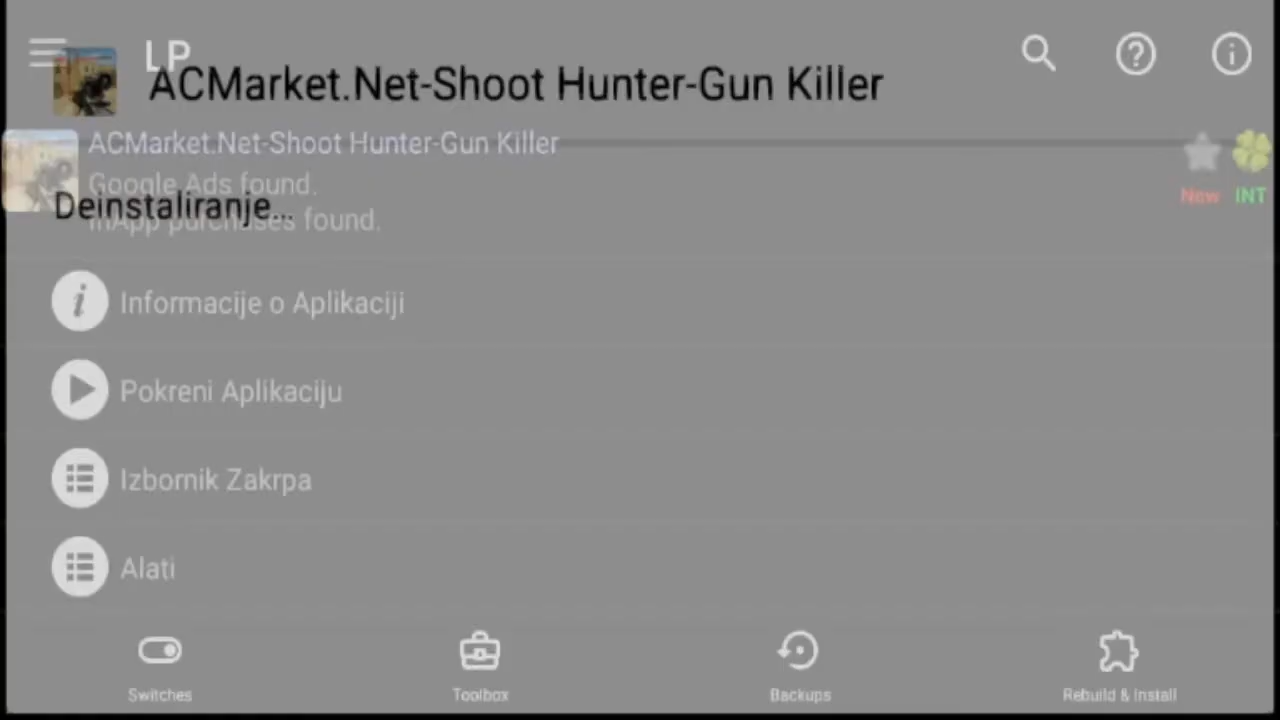 LP
ACMarket.Net-Shoot Hunter-Gun Killer
ACMarket.Net-Shoot Hunter-Gun Killer
Google Ads found.
Deinstaliranje...
InApp purchases found.
New
INT
Informacije o Aplikaciji
Pokreni Aplikaciju
Izbornik Zakrpa
Alati
Switches
Toolbox
Backups
Rebuild & Install